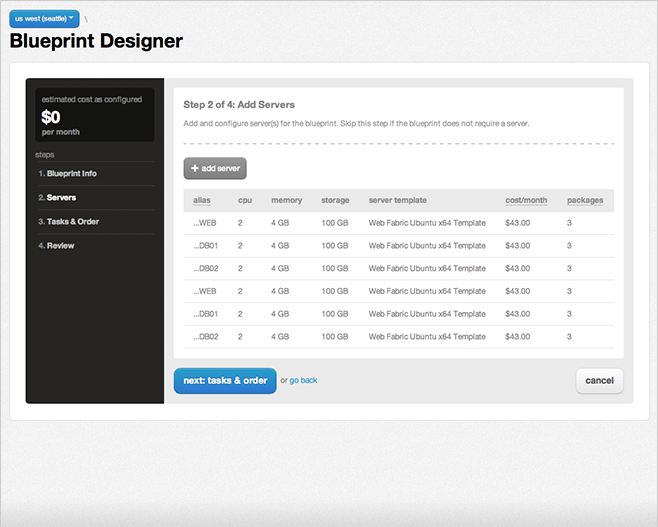 us west (seattle) \
Blueprint Designer
estimated cost as configured
$0
per month
steps
1. Blueprint Info
2. Servers
3. Tasks & Order
4. Review
Step 2 of 4: Add Servers
Add and configure server(s) for the blueprint. Skip this step if the blueprint does not require a server.
+ add server
alias cpu memory storage server template cost/month packages
...WEB 2 4 GB 100 GB Web Fabric Ubuntu x64 Template $43.00 3
...DB01 2 4 GB 100 GB Web Fabric Ubuntu x64 Template $43.00 3
...DB02 2 4 GB 100 GB Web Fabric Ubuntu x64 Template $43.00 3
...WEB 2 4 GB 100 GB Web Fabric Ubuntu x64 Template $43.00 3
...DB01 2 4 GB 100 GB Web Fabric Ubuntu x64 Template $43.00 3
...DB02 2 4 GB 100 GB Web Fabric Ubuntu x64 Template $43.00 3
next: tasks & order or go back cancel